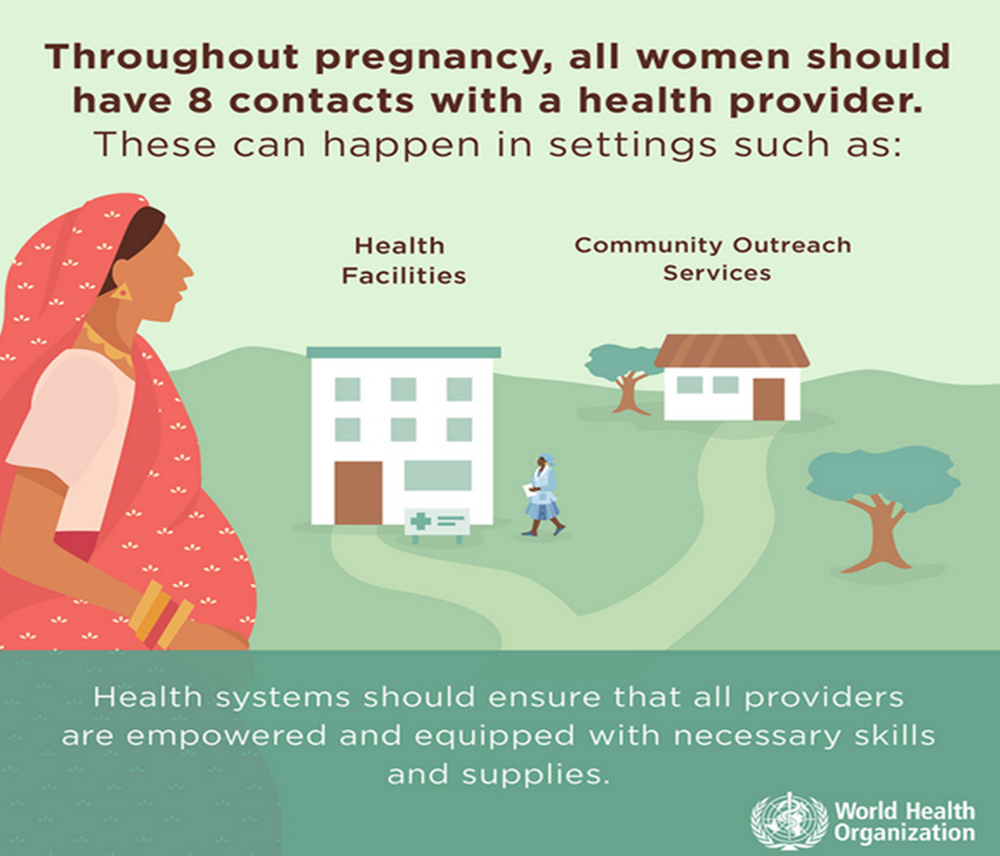 Throughout pregnancy, all women should
have 8 contacts with a health provider.
These can happen in settings such as:
Health
Facilities
Community Outreach
Services
Health systems should ensure that all providers
are empowered and equipped with necessary skills
and supplies.
World Health
Organization